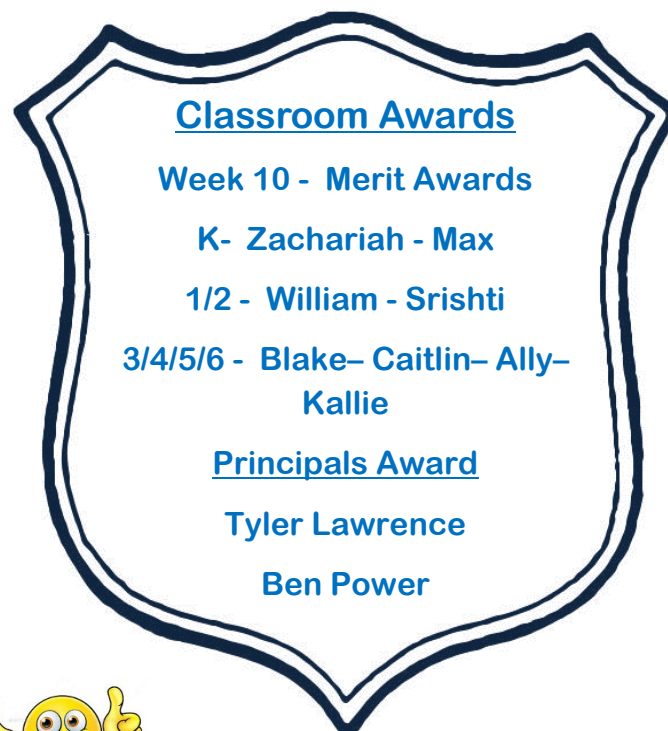 Classroom Awards
Week 10 - Merit Awards
K- Zachariah - Max
1/2 - William - Srishti
3/4/5/6 - Blake– Caitlin– Ally–
Kallie
Principals Award
Tyler Lawrence
Ben Power